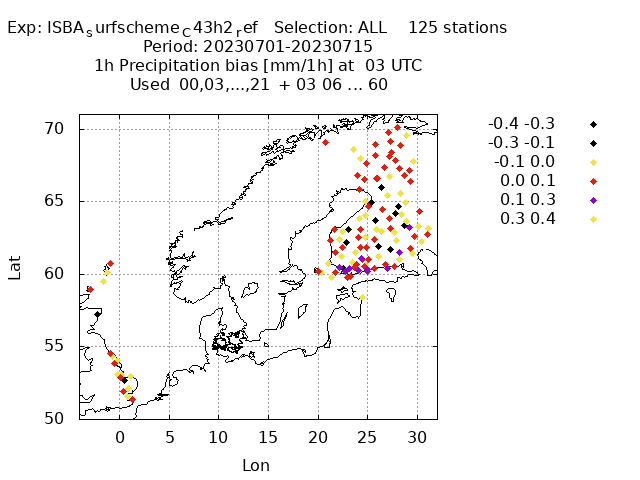 Exp: ISBAsurfschemeC43h2ref   Selection: ALL    125 stations
Period: 20230701-20230715
1h Precipitation bias [mm/1h] at  03 UTC
Used  00,03,...,21  + 03 06 ... 60
-0.4 -0.3
-0.3 -0.1
-0.1 0.0
0.0 0.1
0.1 0.3
0.3 0.4
70
65
60
55
50
Lat
0 5 10 15 20 25 30
Lon